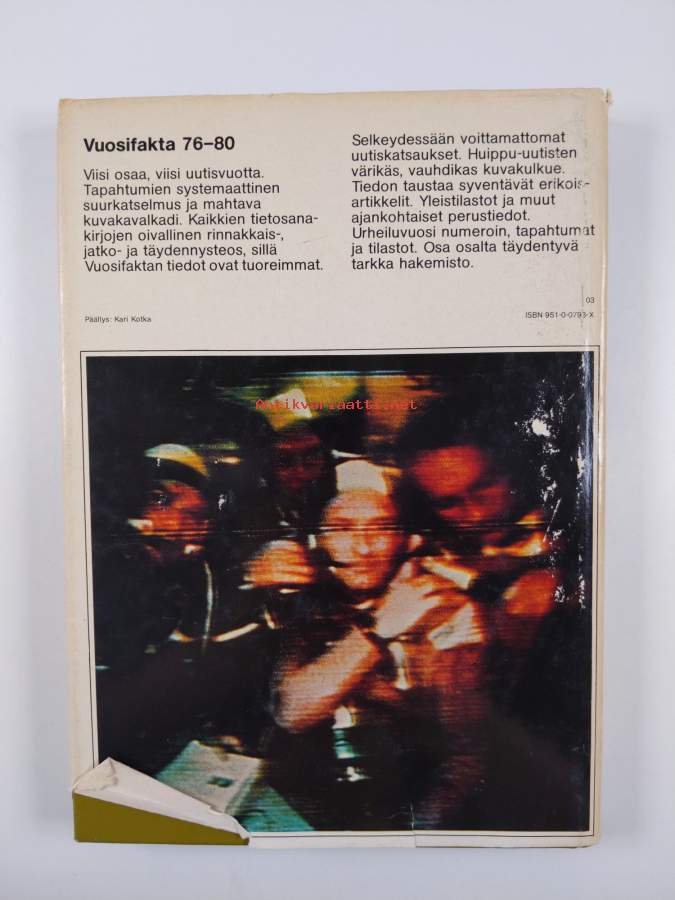 Vuosifakta 76–80
Viisi osaa, viisi uutisvuotta.
Tapahtumien systemaattinen
suurkatselmus ja mahtava
kuvakavalkadi. Kaikkien tietosana-
kirjojen oivallinen rinnakkais-,
jatko- ja täydennysteos, sillä
Vuosifaktan tiedot ovat tuoreimmat.
Selkeydessään voittamattomat
uutiskatsaukset. Huippu-uutisten
värikäs, vauhdikas kuvakulkue.
Tiedon taustaa syventävät erikois-
artikkelit. Yleistilastot ja muut
ajankohtaiset perustiedot.
Urheiluvuosi numeroin, tapahtumat
ja tilastot. Osa osalta täydentyvä
tarkka hakemisto.
03
Päällys: Kari Kotka
ISBN 951-0-0793-X
Antikvariaatti.net